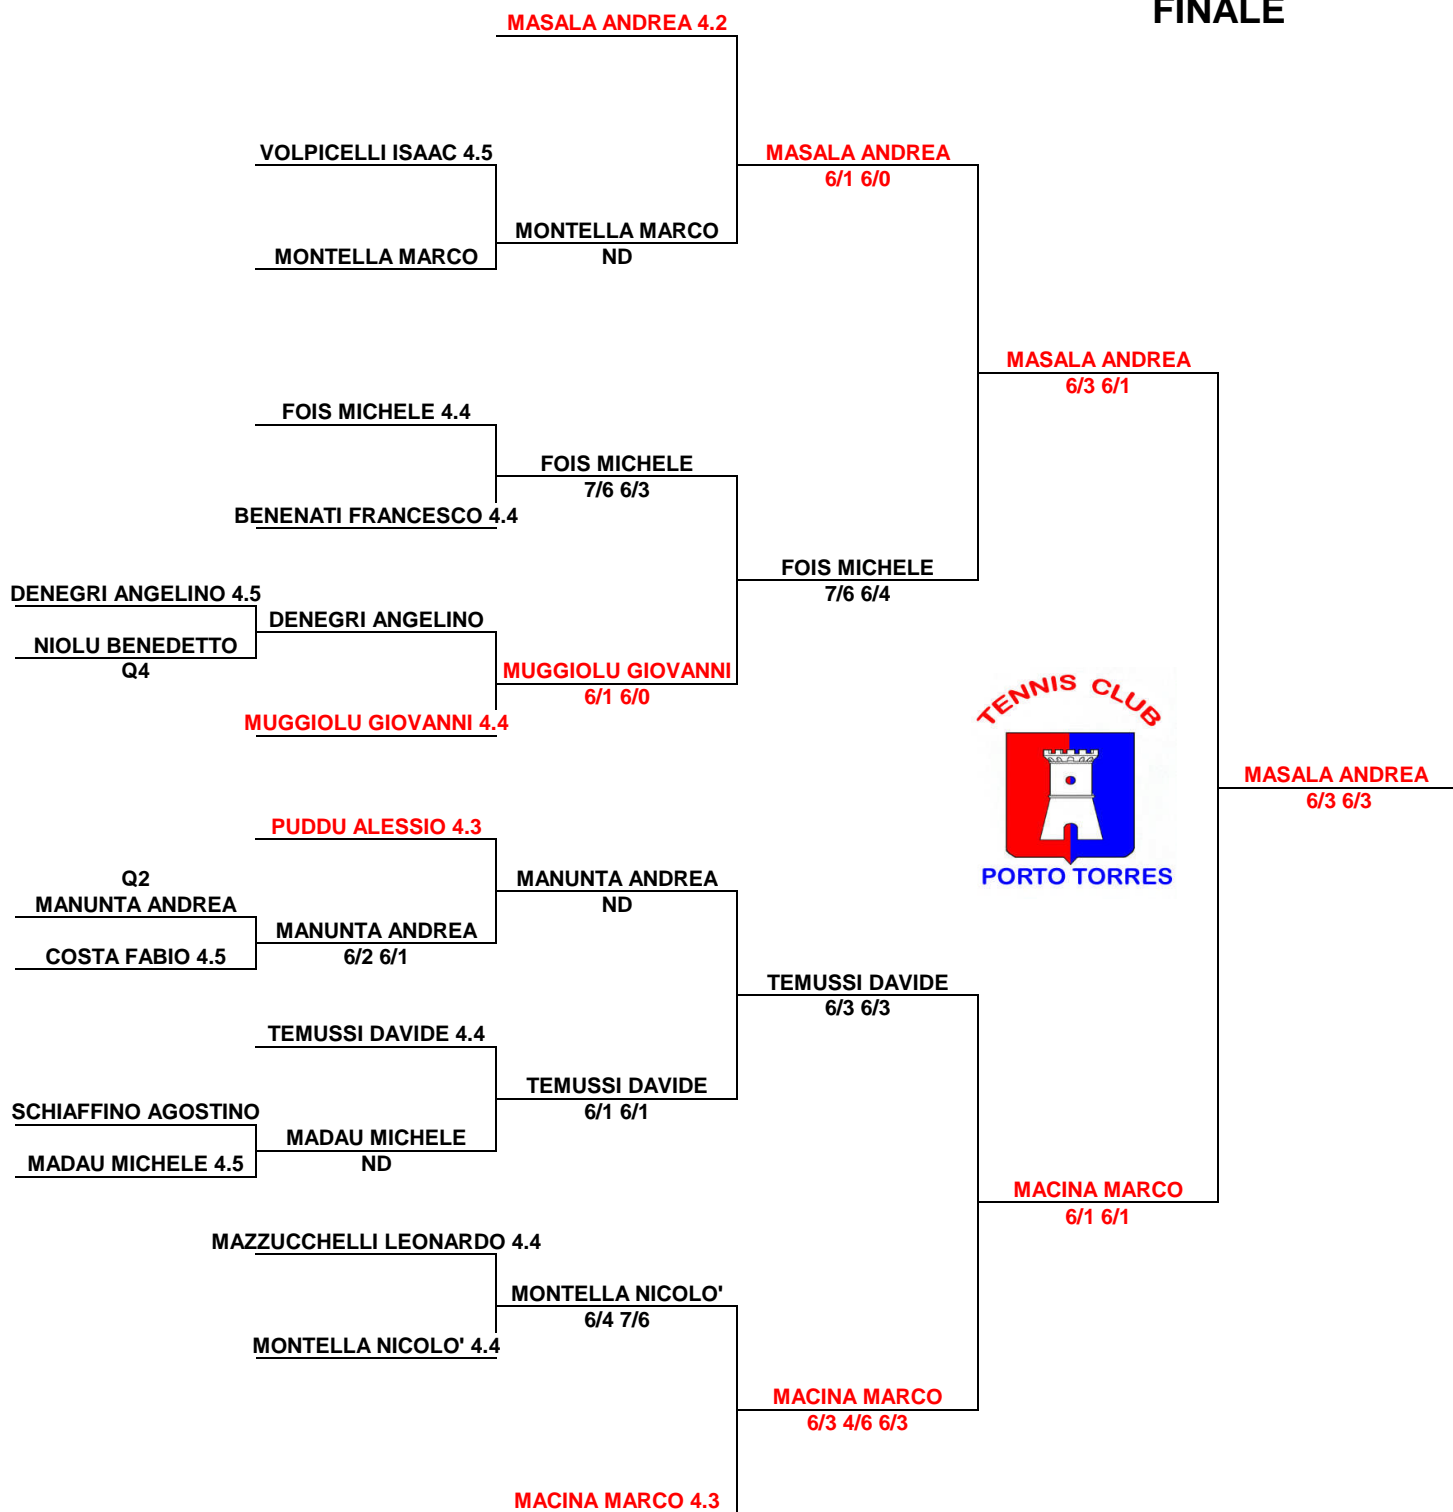 FINALE
MASALA ANDREA 4.2
VOLPICELLI ISAAC 4.5
MASALA ANDREA
6/1 6/0
MONTELLA MARCO
ND
MONTELLA MARCO
MASALA ANDREA
6/3 6/1
FOIS MICHELE 4.4
FOIS MICHELE
7/6 6/3
BENENATI FRANCESCO 4.4
FOIS MICHELE
7/6 6/4
DENEGRI ANGELINO 4.5
DENEGRI ANGELINO
NIOLU BENEDETTO
Q4
MUGGIOLU GIOVANNI
6/1 6/0
MUGGIOLU GIOVANNI 4.4
TENNIS CLUB
PORTO TORRES
MASALA ANDREA
6/3 6/3
PUDDU ALESSIO 4.3
Q2
MANUNTA ANDREA
MANUNTA ANDREA
ND
MANUNTA ANDREA
6/2 6/1
COSTA FABIO 4.5
TEMUSSI DAVIDE
6/3 6/3
TEMUSSI DAVIDE 4.4
TEMUSSI DAVIDE
6/1 6/1
SCHIAFFINO AGOSTINO
MADAU MICHELE
ND
MADAU MICHELE 4.5
MACINA MARCO
6/1 6/1
MAZZUCCHELLI LEONARDO 4.4
MONTELLA NICOLO'
6/4 7/6
MONTELLA NICOLO' 4.4
MACINA MARCO
6/3 4/6 6/3
MACINA MARCO 4.3